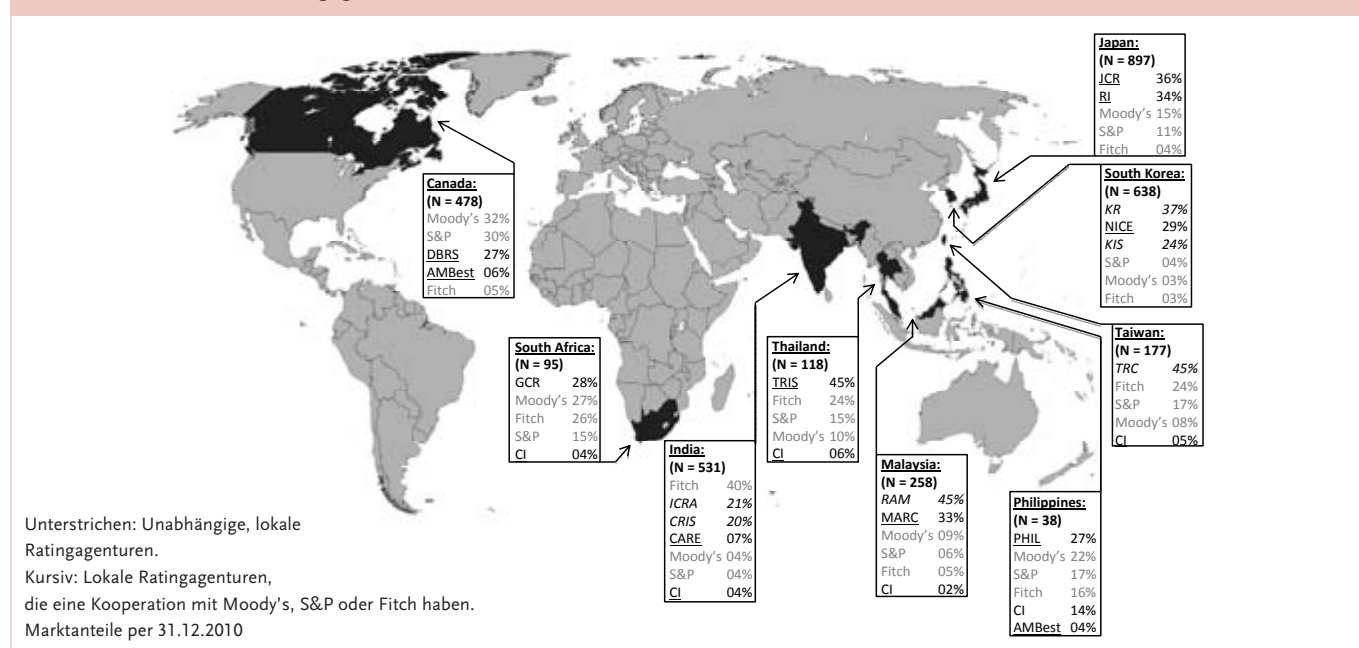 Japan:
(N = 897)
JCR 36%
RI 34%
Moody's 15%
S&P 11%
Fitch 04%
South Korea:
(N = 638)
KR 37%
NICE 29%
KIS 24%
S&P 04%
Moody's 03%
Fitch 03%
Canada:
(N = 478)
Moody's 32%
S&P 30%
DBRS 27%
AMBest 06%
Fitch 05%
Taiwan:
(N = 177)
TRC 45%
Fitch 24%
S&P 17%
Moody's 08%
CI 05%
South Africa:
(N = 95)
GCR 28%
Moody's 27%
Fitch 26%
S&P 15%
CI 04%
Thailand:
(N = 118)
TRIS 45%
Fitch 24%
S&P 15%
Moody's 10%
CI 06%
India:
(N = 531)
Fitch 40%
ICRA 21%
CRIS 20%
CARE 07%
Moody's 04%
S&P 04%
CI 04%
Malaysia:
(N = 258)
RAM 45%
MARC 33%
Moody's 09%
S&P 06%
Fitch 05%
CI 02%
Philippines:
(N = 38)
PHIL 27%
Moody's 22%
S&P 17%
Fitch 16%
CI 14%
AMBest 04%
Unterstrichen: Unabhängige, lokale
Ratingagenturen.
Kursiv: Lokale Ratingagenturen,
die eine Kooperation mit Moody's, S&P oder Fitch haben.
Marktanteile per 31.12.2010